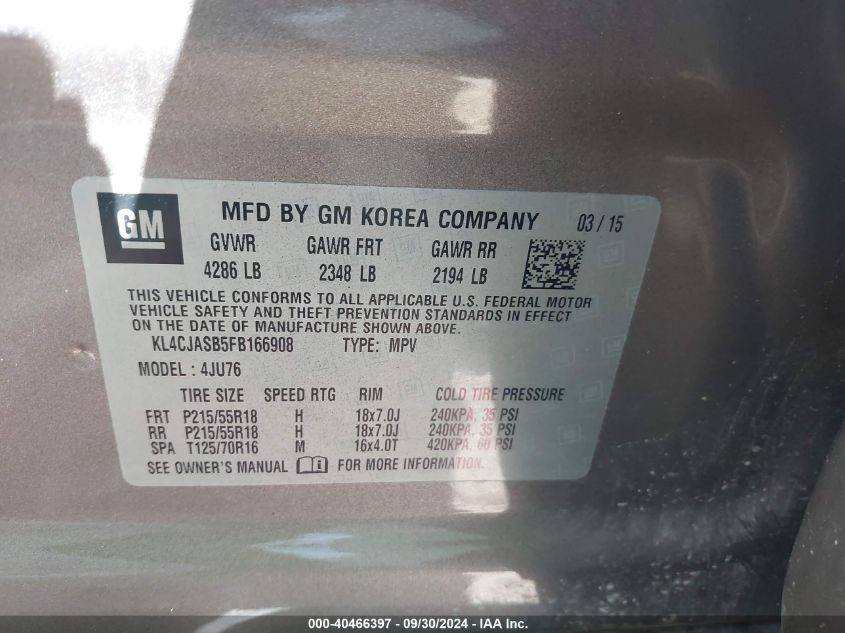 GM
MFD BY GM KOREA COMPANY 03 / 15
GVWR GAWR FRT GAWR RR
4286 LB 2348 LB 2194 LB
THIS VEHICLE CONFORMS TO ALL APPLICABLE U.S. FEDERAL MOTOR
VEHICLE SAFETY AND THEFT PREVENTION STANDARDS IN EFFECT
ON THE DATE OF MANUFACTURE SHOWN ABOVE.
KL4CJASB5FB166908 TYPE: MPV
MODEL : 4JU76
TIRE SIZE SPEED RTG RIM COLD TIRE PRESSURE
FRT P215/55R18 H 18x7.0J 240KPA, 35 PSI
RR P215/55R18 H 18x7.0J 240KPA, 35 PSI
SPA T125/70R16 M 16x4.0T 420KPA, 60 PSI
SEE OWNER'S MANUAL FOR MORE INFORMATION.
000-40466397 - 09/30/2024 - IAA Inc.